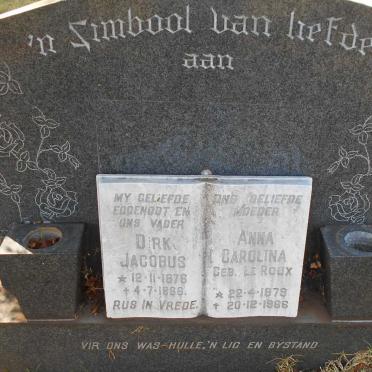 'n Simbool van liefde
aan
MY GELIEFDE
EGGENOOT EN
ONS VADER
DIRK
JACOBUS
* 12-11-1876
+ 4-7-1966
RUS IN VREDE.
ONS GELIEFDE
MOEDER
ANNA
CAROLINA
GEB. LE ROUX
* 22-4-1879
+ 20-12-1966
VIR ONS WAS HULLE, 'N LIG EN BYSTAND